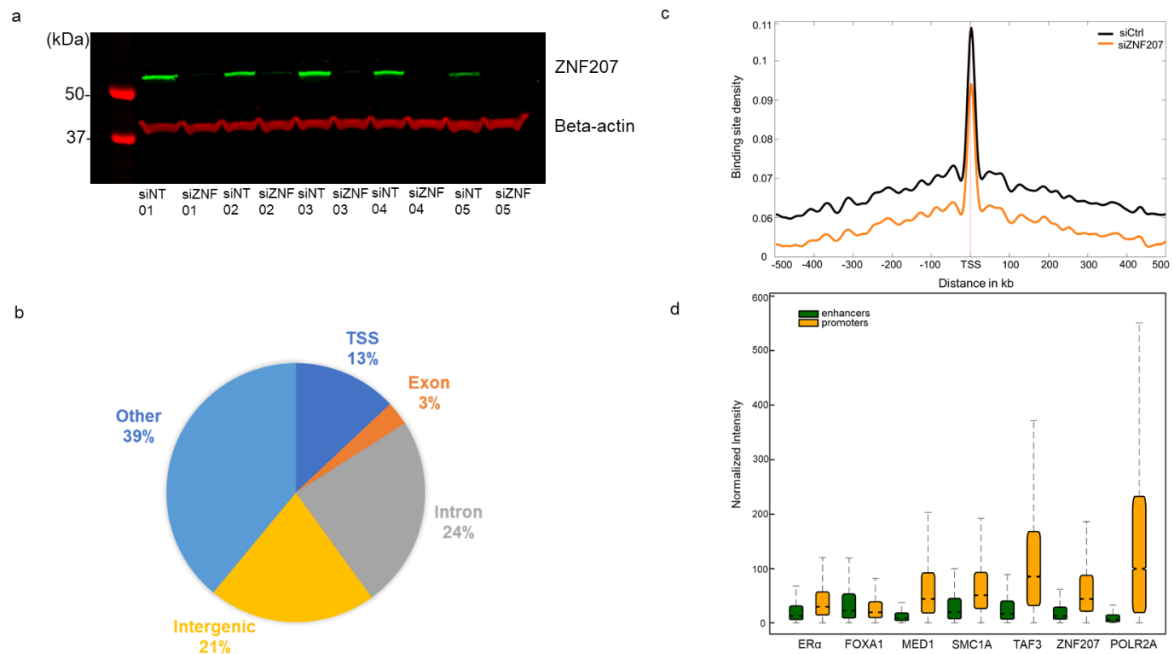 a
(kDa)
50-
37-
ZNF207
Beta-actin
siNT siZNF siNT siZNF siNT siZNF siNT siZNF siNT siZNF
01 01 02 02 03 03 04 04 05 05
b
TSS
13%
Exon
3%
Intron
24%
Intergenic
21%
Other
39%
c
siCtrl
siZNF207
0.11
0.1
0.09
0.07
0.06
0
Binding site density
-500 -400 -300 -200 -100 TSS 100 200 300 400 500
Distance in kb
d
enhancers
promoters
600
500
400
300
200
100
0
Normalized Intensity
ERα FOXA1 MED1 SMC1A TAF3 ZNF207 POLR2A